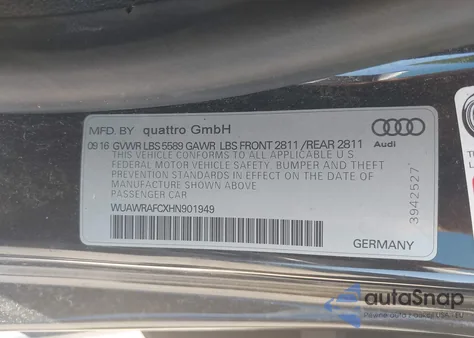 MFD. BY quattro GmbH
09 16 GVWR LBS 5589 GAWR LBS FRONT 2811 /REAR 2811
THIS VEHICLE CONFORMS TO ALL APPLICABLE U S
FEDERAL MOTOR VEHICLE SAFETY, BUMPER AND THEFT
PREVENTION STANDARDS IN EFFECT ON THE DATE OF
MANUFACTURE SHOWN ABOVE.
PASSENGER CAR
WUAWRAFCXHN901949
GERMANY
Audi
3942527
autoSnap